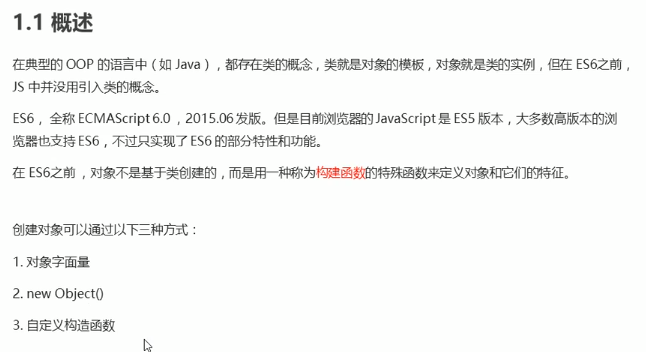 1.1 概述
在典型的 OOP 的语言中（如 Java），都存在类的概念，类就是对象的模板，对象就是类的实例，但在 ES6之前，
JS 中并没用引入类的概念。
ES6， 全称 ECMAScript 6.0 ，2015.06 发版。但是目前浏览器的 JavaScript 是 ES5 版本，大多数高版本的浏
览器也支持 ES6，不过只实现了 ES6 的部分特性和功能。
在 ES6之前 ，对象不是基于类创建的，而是用一种称为构建函数的特殊函数来定义对象和它们的特征。
创建对象可以通过以下三种方式：
1. 对象字面量
2. new Object()
3. 自定义构造函数